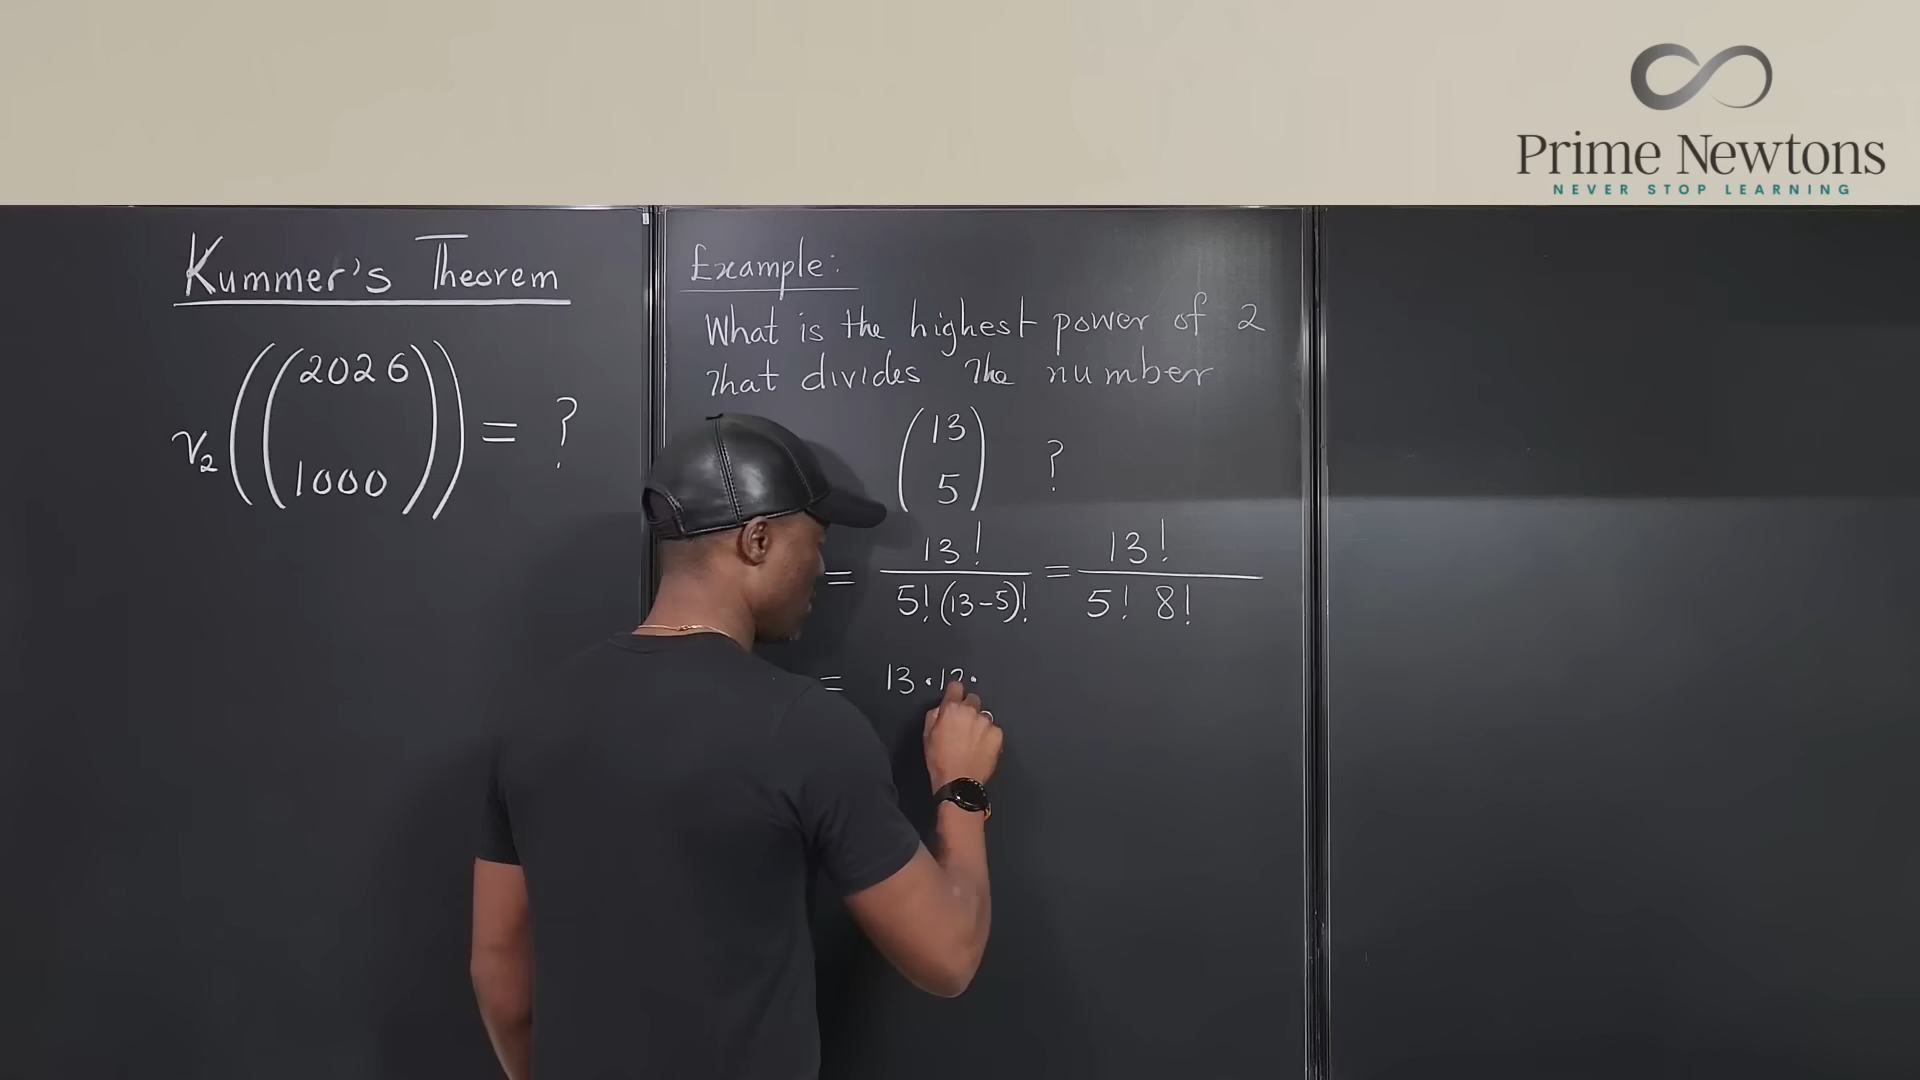 Prime Newtons
NEVER STOP LEARNING
Kummer's Theorem
ν₂((2026
1000)) = ?
Example:
What is the highest power of 2
that divides the number
(13
5) ?
= 13! / 5!(13-5)! = 13! / 5! 8!
= 13·12·